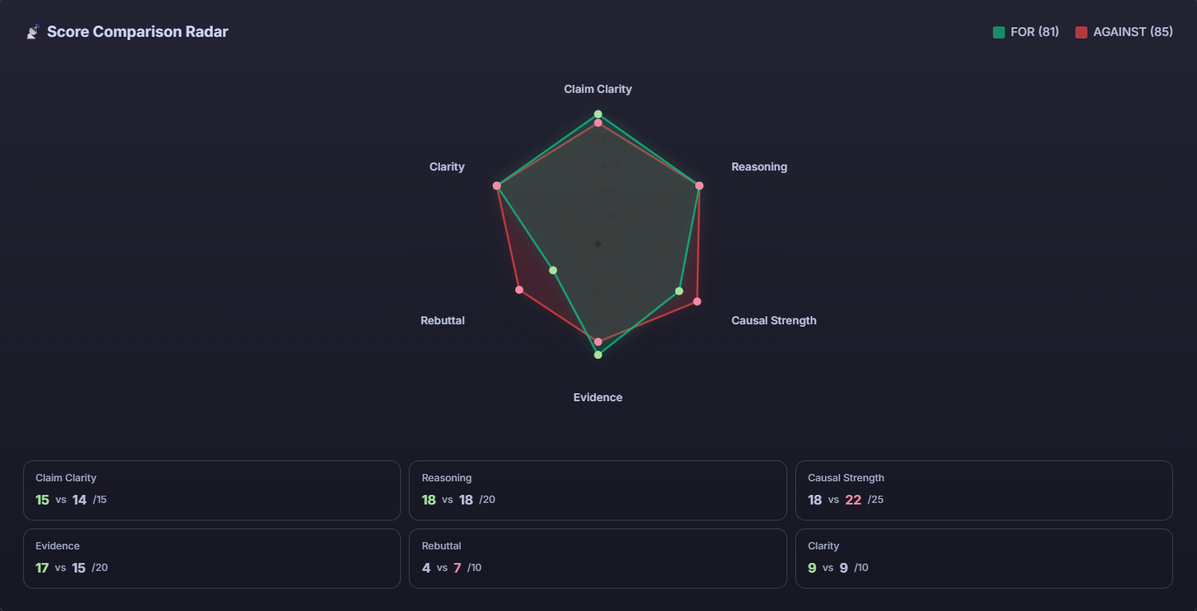 Score Comparison Radar
FOR (81)
AGAINST (85)
Claim Clarity
Clarity
Reasoning
Rebuttal
Causal Strength
Evidence
Claim Clarity
15 vs 14 /15
Reasoning
18 vs 18 /20
Causal Strength
18 vs 22 /25
Evidence
17 vs 15 /20
Rebuttal
4 vs 7 /10
Clarity
9 vs 9 /10